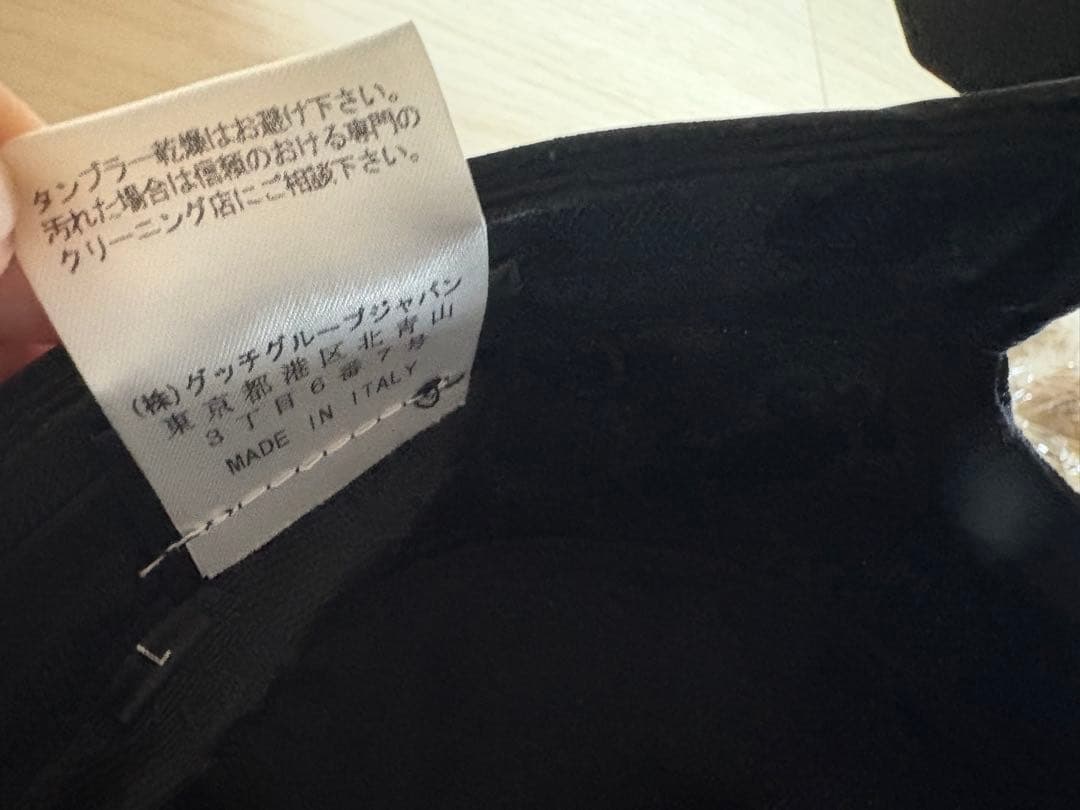 タンブラー乾燥はお避け下さい。
汚れた場合は信頼のおける専門の
クリーニング店にご相談下さい。
(株)グッチグループジャパン
東京都港区北青山
3丁目6番7号
MADE IN ITALY